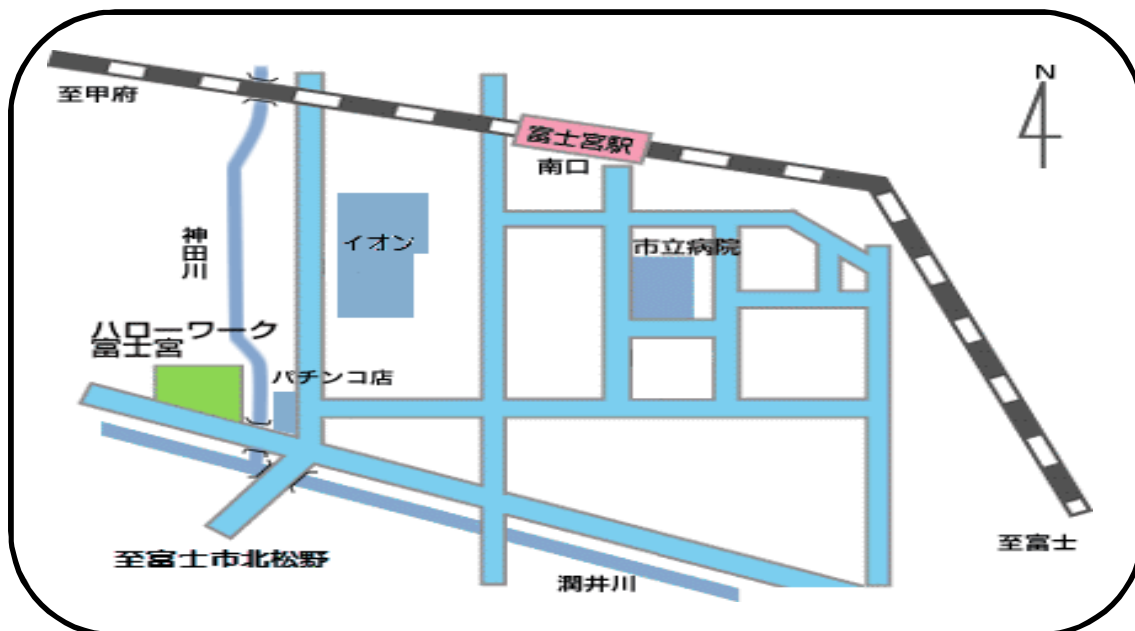 N
至甲府
富士宮駅
南口
神田川
イオン
市立病院
ハローワーク
富士宮
パチンコ店
至富士
至富士市北松野
潤井川